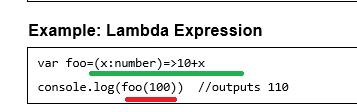 Example: Lambda Expression
var foo=(x:number)=>10+x
console.log(foo(100))  //outputs 110